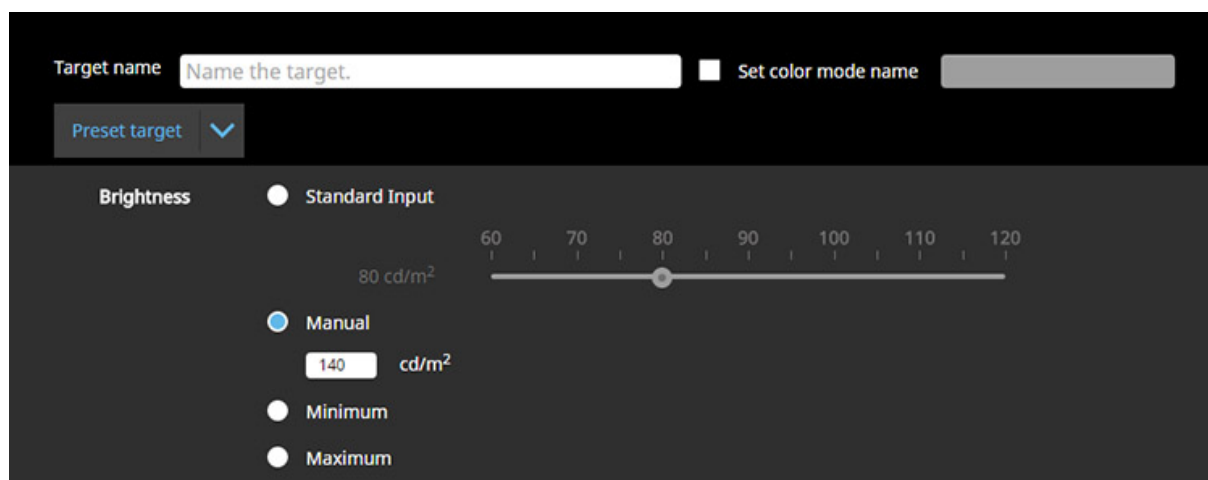 Target name Name the target. Set color mode name
Preset target
Brightness Standard Input
60 70 80 90 100 110 120
80 cd/m²
Manual
140 cd/m²
Minimum
Maximum